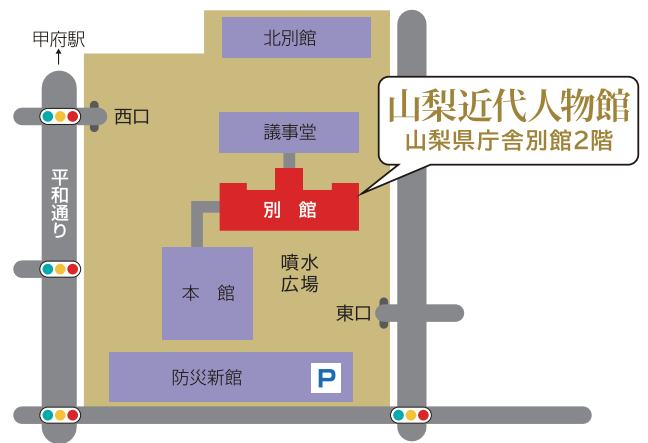 北別館
甲府駅
山梨近代人物館
山梨県庁舎別館2階
西口
議事堂
平和通り
別 館
噴水
広場
本 館
東口
防災新館
P